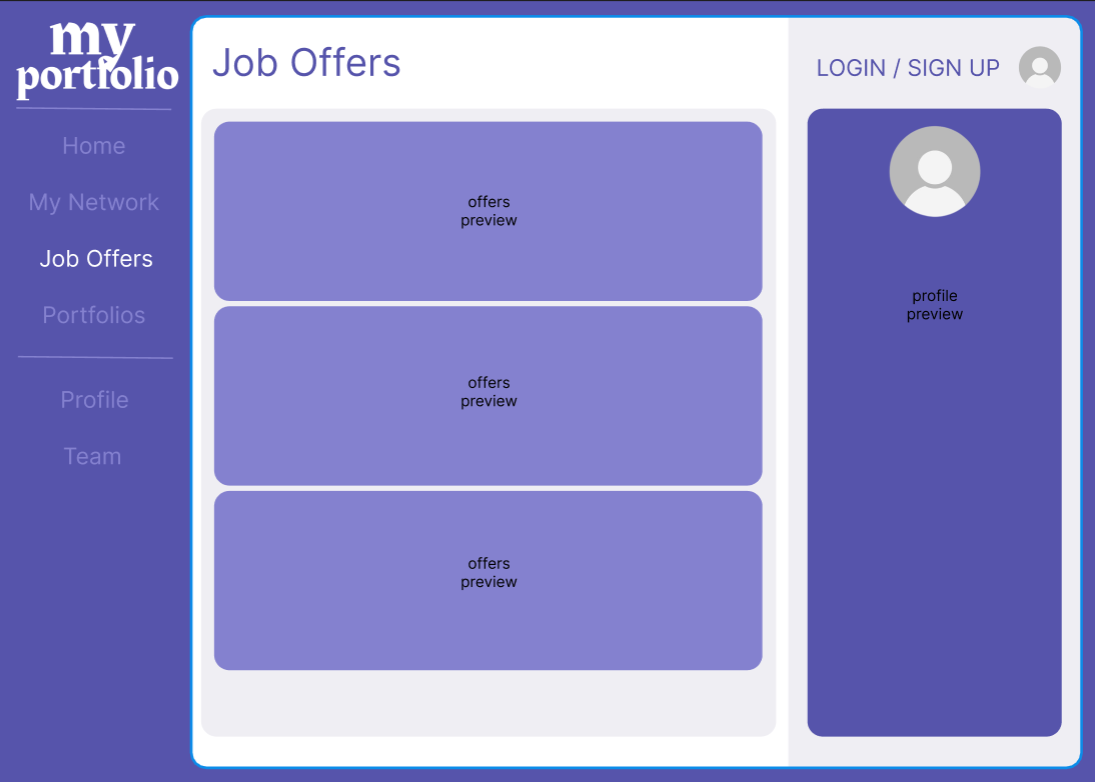 my
portfolio
Home
My Network
Job Offers
Portfolios
Profile
Team
Job Offers
offers
preview
offers
preview
offers
preview
LOGIN / SIGN UP
profile
preview